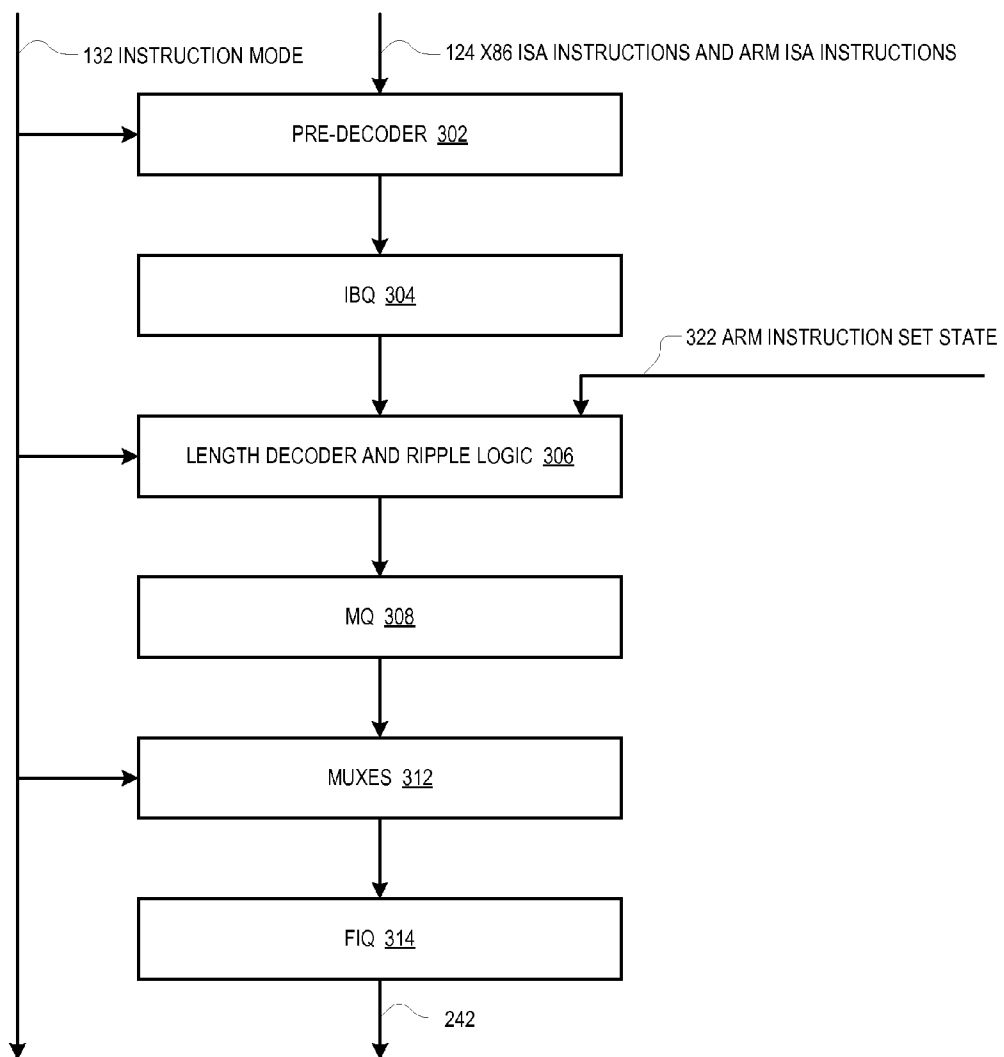 132 INSTRUCTION MODE
124 X86 ISA INSTRUCTIONS AND ARM ISA INSTRUCTIONS
PRE-DECODER 302
IBQ 304
322 ARM INSTRUCTION SET STATE
LENGTH DECODER AND RIPPLE LOGIC 306
MQ 308
MUXES 312
FIQ 314
242